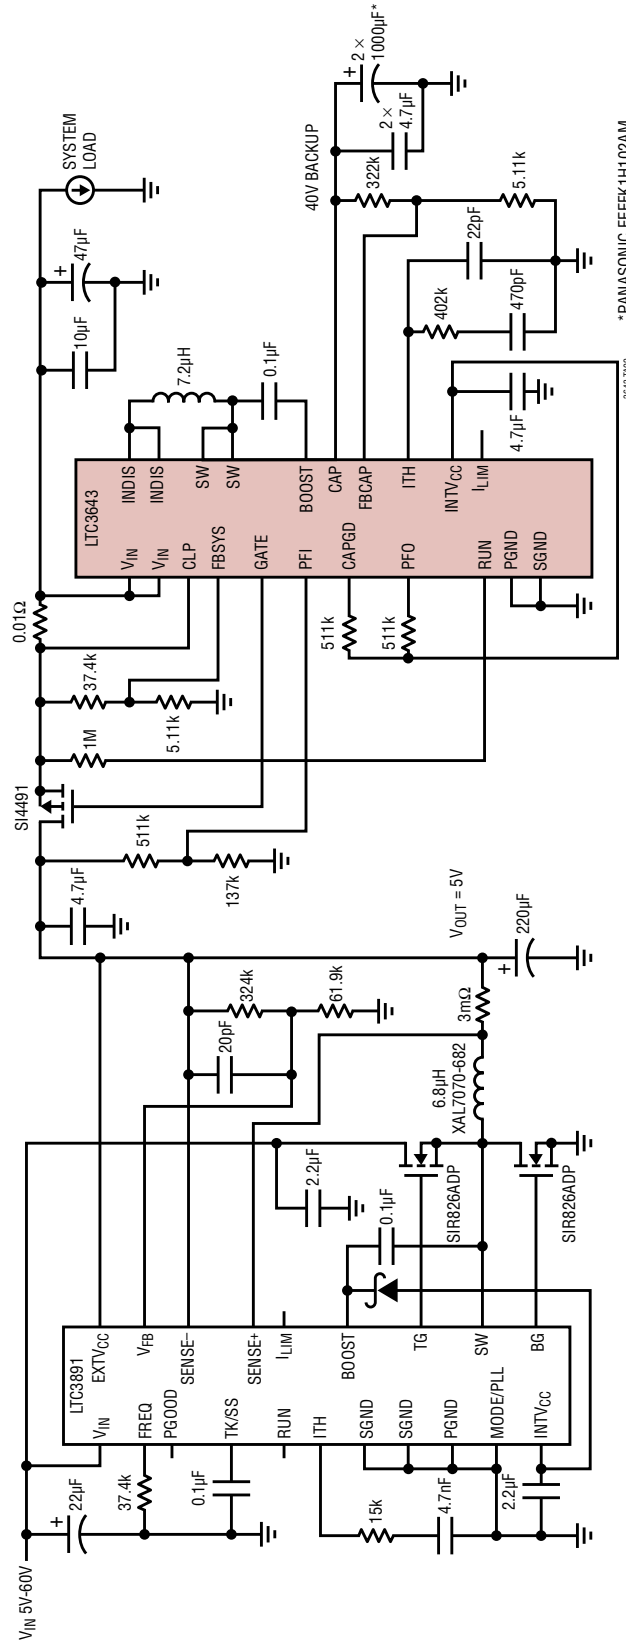 VIN 5V-60V
22µF
37.4k
0.1µF
15k
4.7nF
2.2µF
LTC3891
VIN
FREQ
PGOOD
TK/SS
RUN
ITH
SGND
SGND
PGND
MODE/PLL
INTVCC
EXTVCC
VFB
SENSE–
SENSE+
ILIM
BOOST
TG
SW
BG
2.2µF
0.1µF
SIR826ADP
SIR826ADP
6.8µH
XAL7070-682
3mΩ
20pF
324k
61.9k
VOUT = 5V
220µF
4.7µF
511k
137k
SI4491
1M
37.4k
5.11k
0.01Ω
511k
511k
LTC3643
VIN
VIN
CLP
FBSYS
GATE
PFI
CAPGD
PFO
RUN
PGND
SGND
INDIS
INDIS
SW
SW
BOOST
CAP
FBCAP
ITH
INTVCC
ILIM
7.2µH
0.1µF
10µF
47µF
SYSTEM
LOAD
40V BACKUP
322k
2 ×
4.7µF
2 ×
1000µF*
5.11k
22pF
402k
470pF
4.7µF